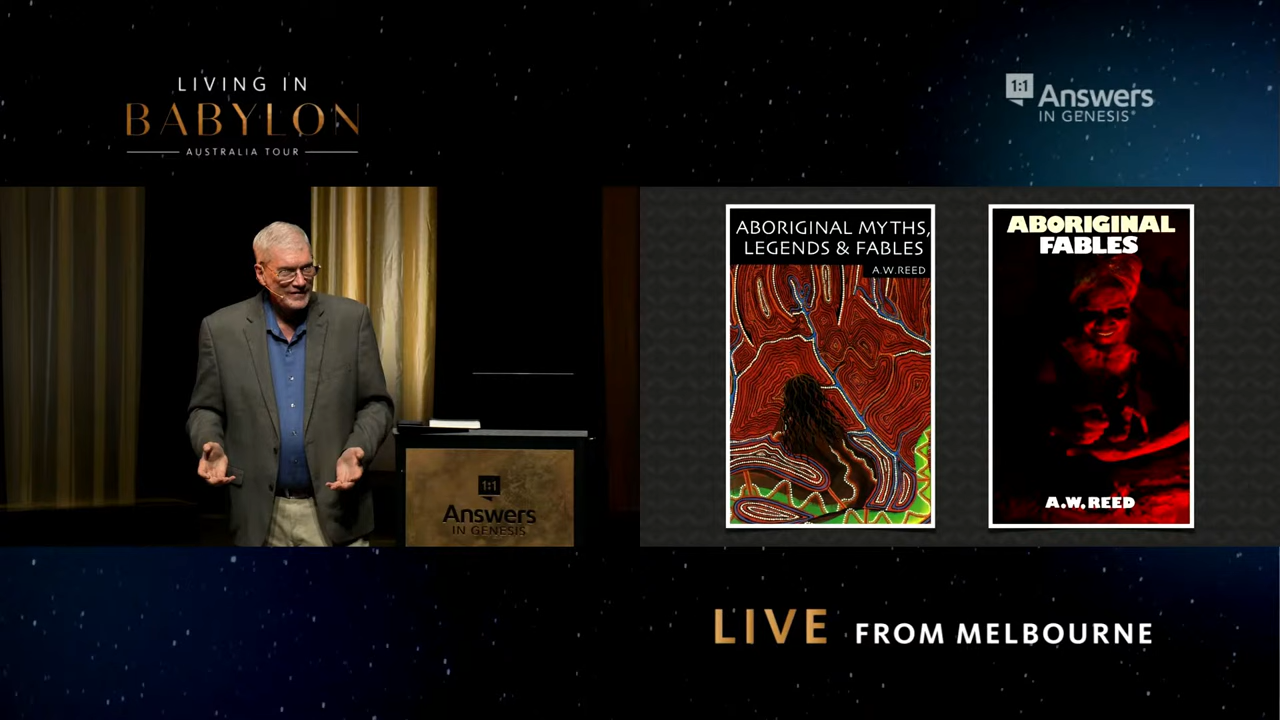 LIVING IN
BABYLON
AUSTRALIA TOUR
1:1
Answers
IN GENESIS®
ABORIGINAL MYTHS,
LEGENDS & FABLES
A.W.REED
ABORIGINAL
FABLES
A.W. REED
1:1
Answers
IN GENESIS
LIVE FROM MELBOURNE